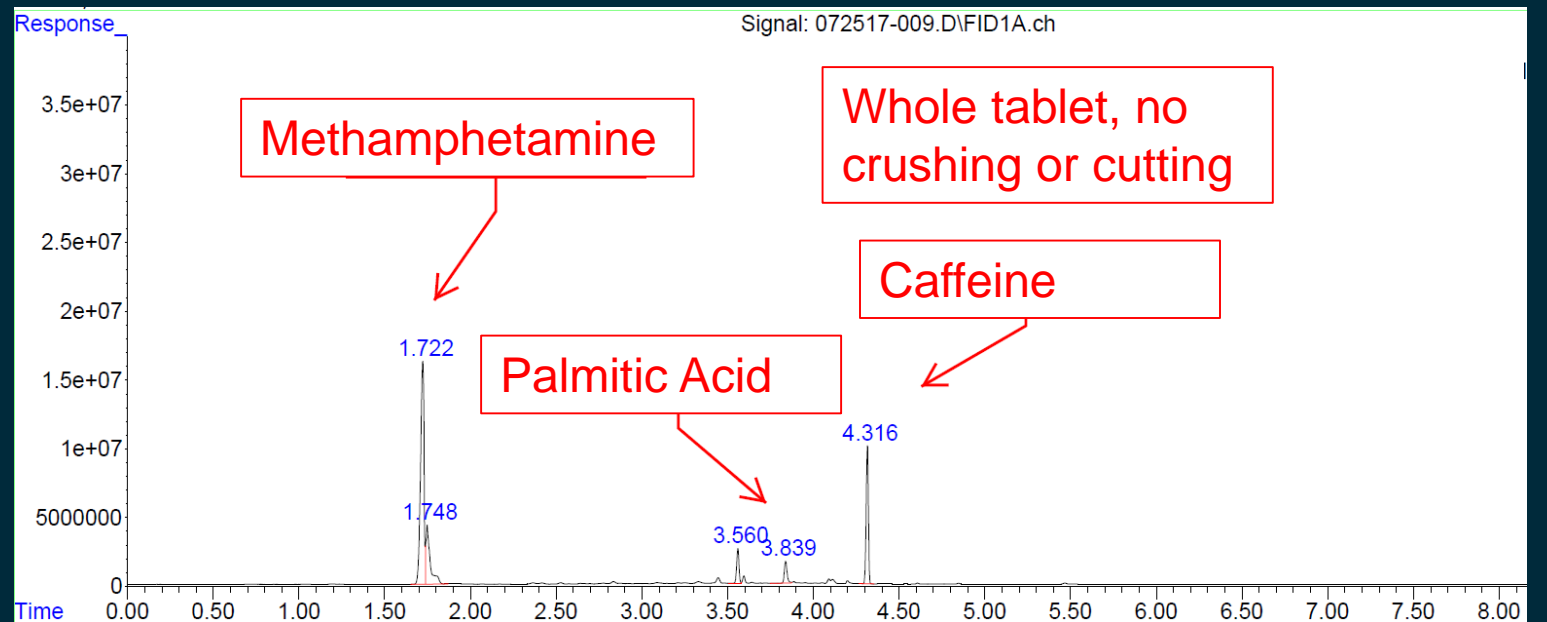 Response_
Signal: 072517-009.D\FID1A.ch
3.5e+07
3e+07
2.5e+07
2e+07
1.5e+07
1e+07
5000000
0
Methamphetamine
Whole tablet, no
crushing or cutting
Caffeine
Palmitic Acid
1.722
1.748
3.560
3.839
4.316
Time
0.00 0.50 1.00 1.50 2.00 2.50 3.00 3.50 4.00 4.50 5.00 5.50 6.00 6.50 7.00 7.50 8.00